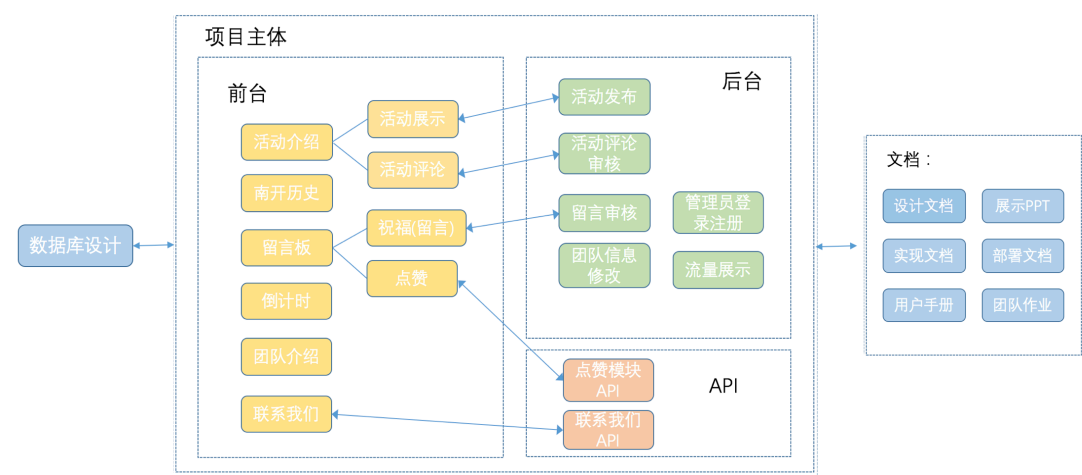 项目主体
前台
活动介绍
南开历史
留言板
倒计时
团队介绍
联系我们
活动展示
活动评论
祝福(留言)
点赞
后台
活动发布
活动评论
审核
留言审核
团队信息
修改
管理员登
录注册
流量展示
点赞模块
API
联系我们
API
API
数据库设计
文档：
设计文档
展示PPT
实现文档
部署文档
用户手册
团队作业